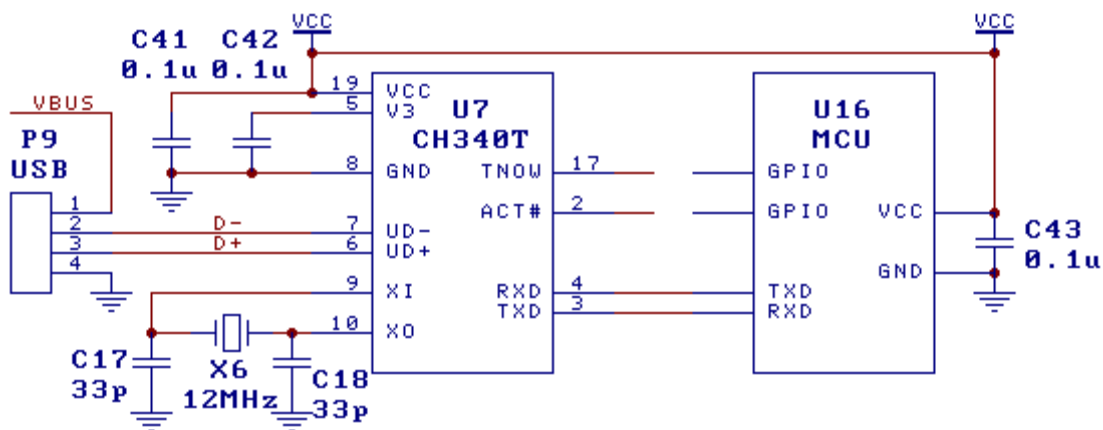 VCC VCC
C41 C42
0.1u 0.1u
VBUS
P9
USB
1
2
3
4
D-
D+
19 VCC
5 V3
8 GND
7 UD-
6 UD+
9 XI
10 XO
U7
CH340T
TNOW 17
ACT# 2
RXD 4
TXD 3
U16
MCU
GPIO
GPIO
VCC
GND
TXD
RXD
C43
0.1u
C17
33p
X6
12MHz
C18
33p